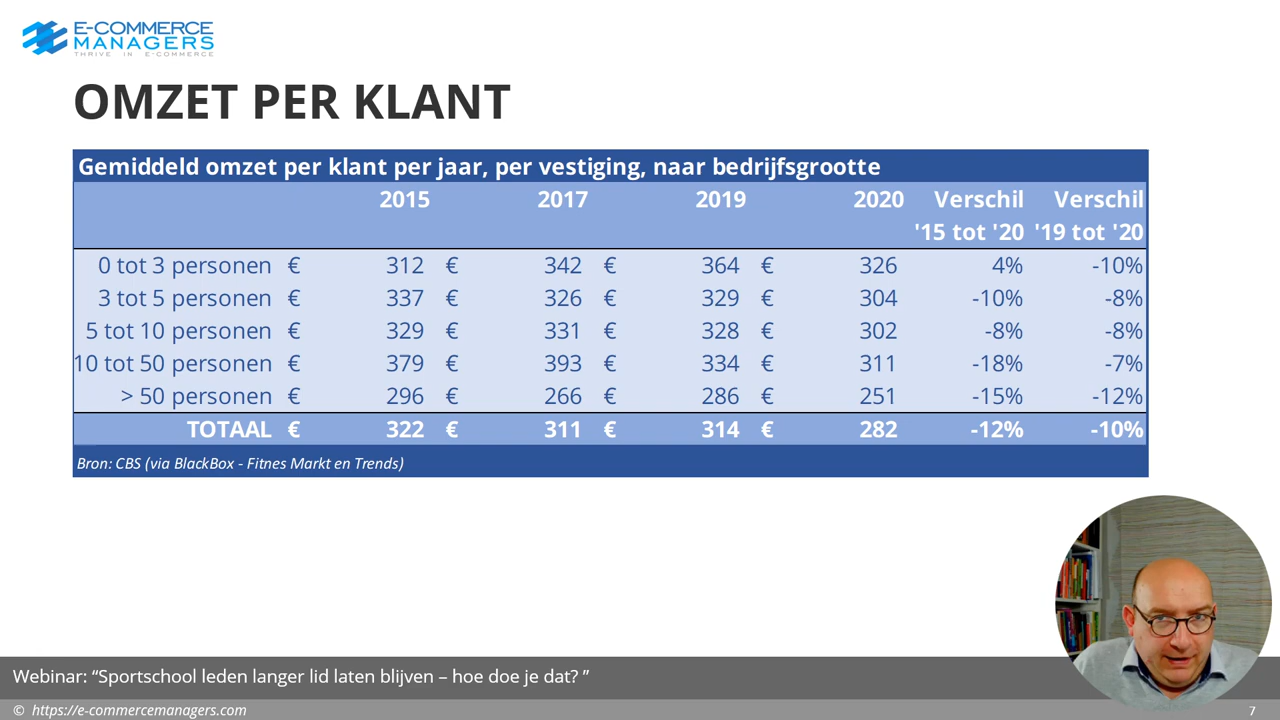 E-COMMERCE
MANAGERS
THRIVE IN E-COMMERCE
OMZET PER KLANT
Gemiddeld omzet per klant per jaar, per vestiging, naar bedrijfsgrootte
2015 2017 2019 2020 Verschil Verschil
'15 tot '20 '19 tot '20
0 tot 3 personen € 312 € 342 € 364 € 326 4% -10%
3 tot 5 personen € 337 € 326 € 329 € 304 -10% -8%
5 tot 10 personen € 329 € 331 € 328 € 302 -8% -8%
10 tot 50 personen € 379 € 393 € 334 € 311 -18% -7%
> 50 personen € 296 € 266 € 286 € 251 -15% -12%
TOTAAL € 322 € 311 € 314 € 282 -12% -10%
Bron: CBS (via BlackBox - Fitnes Markt en Trends)
Webinar: “Sportschool leden langer lid laten blijven – hoe doe je dat? ”
© https://e-commercemanagers.com 7